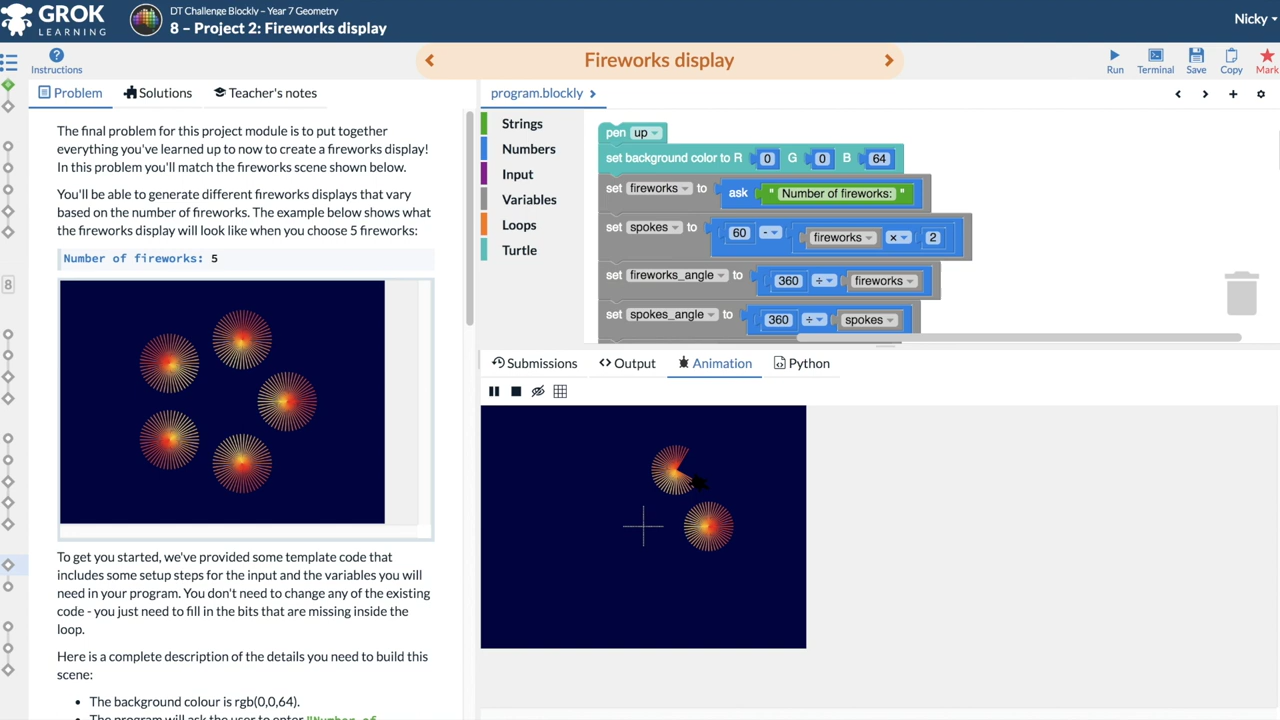 GROK
LEARNING
DT Challenge Blockly – Year 7 Geometry
8 – Project 2: Fireworks display
Nicky
Instructions
Fireworks display
Run
Terminal
Save
Copy
Mark
Problem
Solutions
Teacher's notes
program.blockly
The final problem for this project module is to put together
everything you've learned up to now to create a fireworks display!
In this problem you'll match the fireworks scene shown below.
You'll be able to generate different fireworks displays that vary
based on the number of fireworks. The example below shows what
the fireworks display will look like when you choose 5 fireworks:
Number of fireworks: 5
8
To get you started, we've provided some template code that
includes some setup steps for the input and the variables you will
need in your program. You don't need to change any of the existing
code - you just need to fill in the bits that are missing inside the
loop.
Here is a complete description of the details you need to build this
scene:
• The background colour is rgb(0,0,64).
• The program will ask the user to enter "Number of
Strings
Numbers
Input
Variables
Loops
Turtle
pen up
set background color to R 0 G 0 B 64
set fireworks to ask " Number of fireworks: "
set spokes to 60 - fireworks × 2
set fireworks_angle to 360 ÷ fireworks
set spokes_angle to 360 ÷ spokes
Submissions
Output
Animation
Python